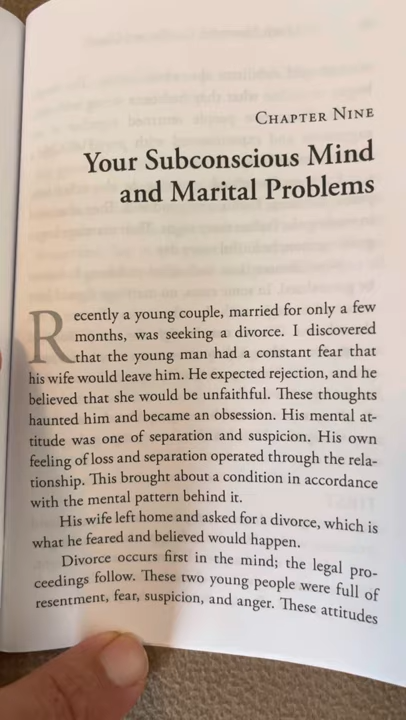 CHAPTER NINE
Your Subconscious Mind
and Marital Problems
Recently a young couple, married for only a few
months, was seeking a divorce. I discovered
that the young man had a constant fear that
his wife would leave him. He expected rejection, and he
believed that she would be unfaithful. These thoughts
haunted him and became an obsession. His mental at-
titude was one of separation and suspicion. His own
feeling of loss and separation operated through the rela-
tionship. This brought about a condition in accordance
with the mental pattern behind it.
His wife left home and asked for a divorce, which is
what he feared and believed would happen.
Divorce occurs first in the mind; the legal pro-
ceedings follow. These two young people were full of
resentment, fear, suspicion, and anger. These attitudes